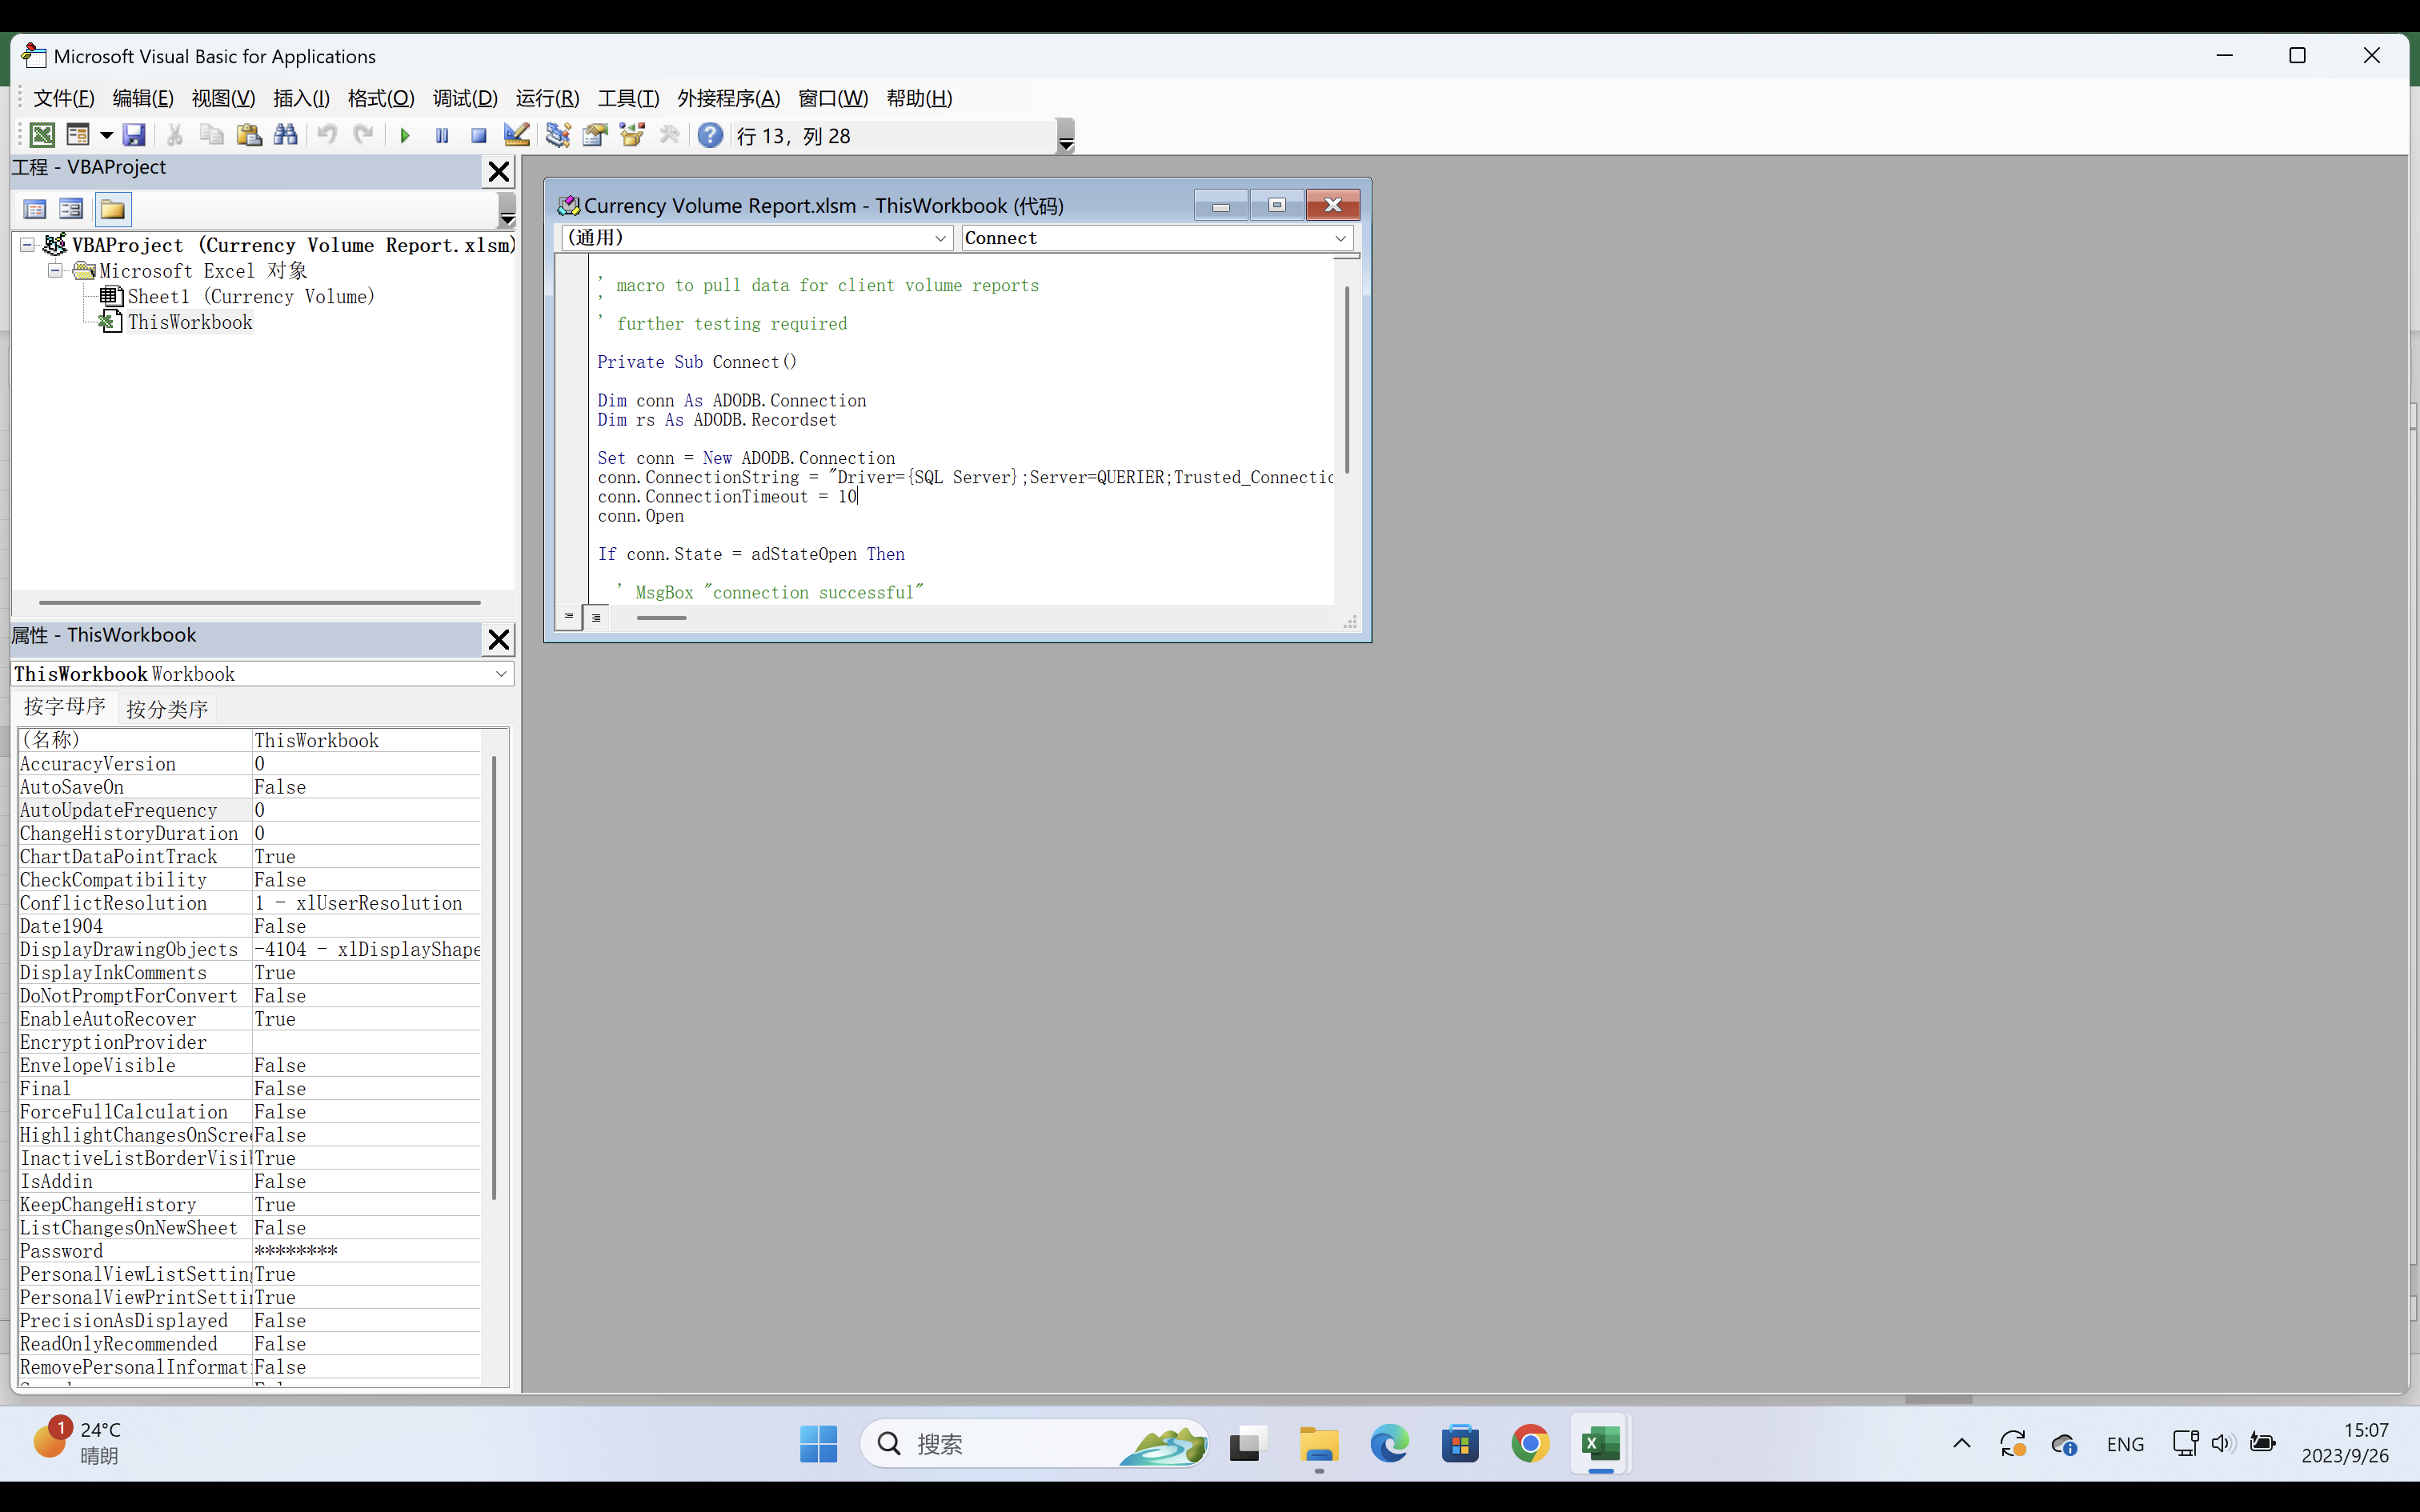 Microsoft Visual Basic for Applications
文件(F) 编辑(E) 视图(V) 插入(I) 格式(O) 调试(D) 运行(R) 工具(T) 外接程序(A) 窗口(W) 帮助(H)
行 13，列 28
工程 - VBAProject
VBAProject (Currency Volume Report.xlsm)
Microsoft Excel 对象
Sheet1 (Currency Volume)
ThisWorkbook
Currency Volume Report.xlsm - ThisWorkbook (代码)
(通用) Connect
'
' macro to pull data for client volume reports
'
' further testing required
Private Sub Connect()
Dim conn As ADODB.Connection
Dim rs As ADODB.Recordset
Set conn = New ADODB.Connection
conn.ConnectionString = "Driver={SQL Server};Server=QUERIER;Trusted_Connectic
conn.ConnectionTimeout = 10
conn.Open
If conn.State = adStateOpen Then
' MsgBox "connection successful"
属性 - ThisWorkbook
ThisWorkbook Workbook
按字母序 按分类序
(名称) ThisWorkbook
AccuracyVersion 0
AutoSaveOn False
AutoUpdateFrequency 0
ChangeHistoryDuration 0
ChartDataPointTrack True
CheckCompatibility False
ConflictResolution 1 - xlUserResolution
Date1904 False
DisplayDrawingObjects -4104 - xlDisplayShape
DisplayInkComments True
DoNotPromptForConvert False
EnableAutoRecover True
EncryptionProvider
EnvelopeVisible False
Final False
ForceFullCalculation False
HighlightChangesOnScree False
InactiveListBorderVisi True
IsAddin False
KeepChangeHistory True
ListChangesOnNewSheet False
Password ********
PersonalViewListSetting True
PersonalViewPrintSetti True
PrecisionAsDisplayed False
ReadOnlyRecommended False
RemovePersonalInformat False
1 24°C
晴朗
搜索
ENG
15:07
2023/9/26